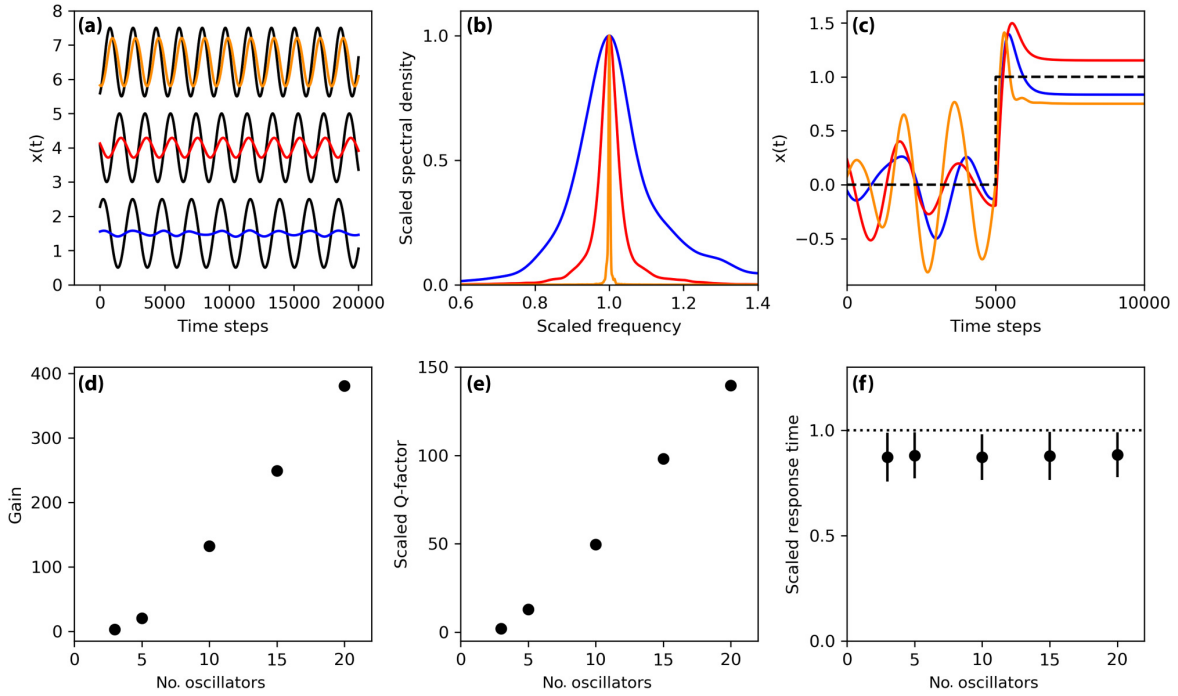 (a)
x(t)
8
7
6
5
4
3
2
1
0
0 5000 10000 15000 20000
Time steps
(b)
Scaled spectral density
1.0
0.5
0.0
0.6 0.8 1.0 1.2 1.4
Scaled frequency
(c)
x(t)
1.5
1.0
0.5
0.0
−0.5
0 5000 10000
Time steps
(d)
Gain
400
300
200
100
0
0 5 10 15 20
No. oscillators
(e)
Scaled Q-factor
150
100
50
0
0 5 10 15 20
No. oscillators
(f)
Scaled response time
1.0
0.5
0.0
0 5 10 15 20
No. oscillators